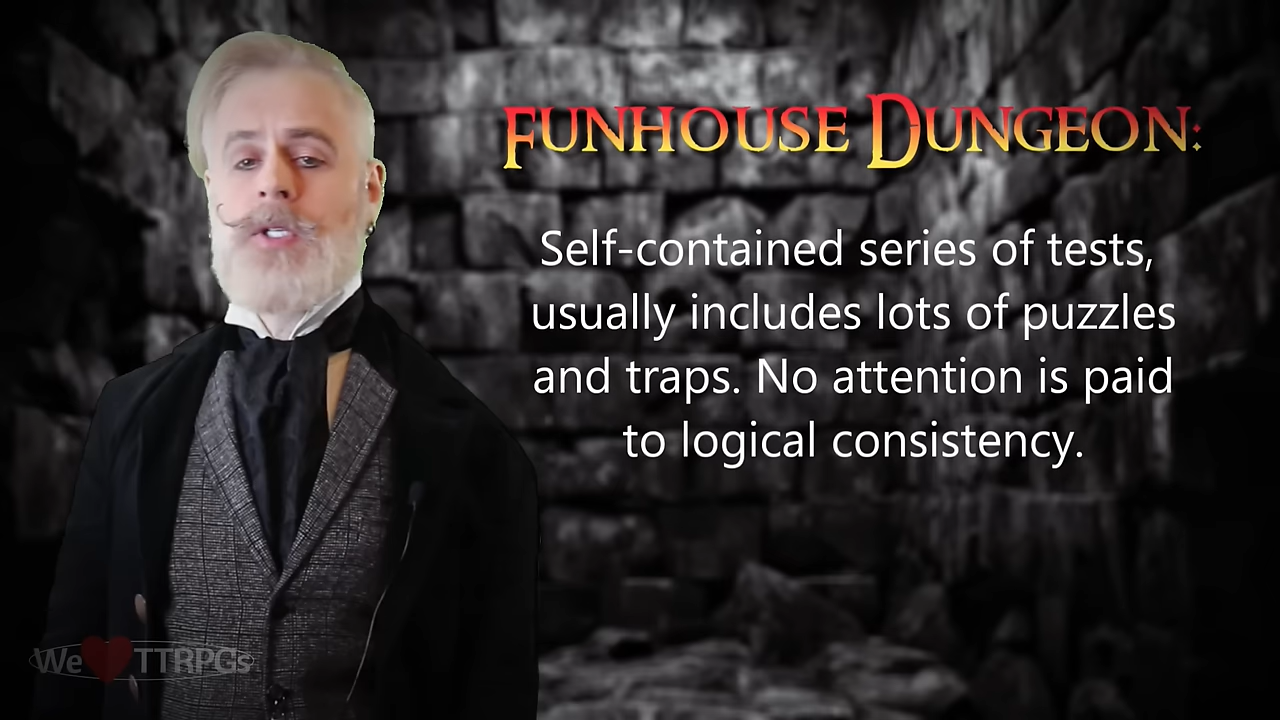 FUNHOUSE DUNGEON:
Self-contained series of tests,
usually includes lots of puzzles
and traps. No attention is paid
to logical consistency.
We TTRPGs